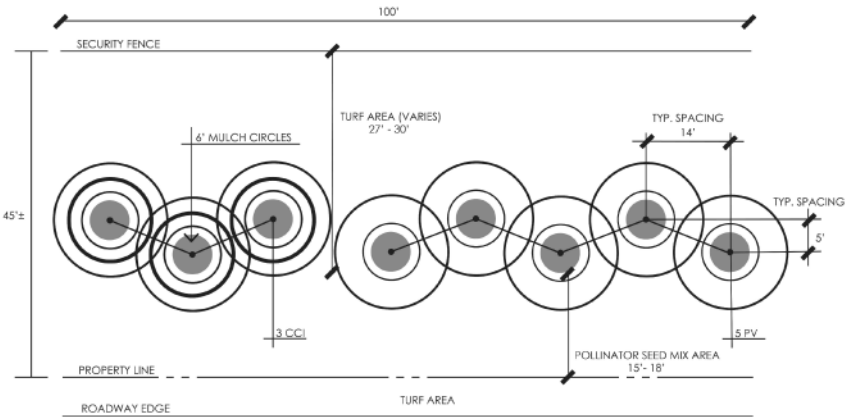 100'
SECURITY FENCE
TURF AREA (VARIES)
27' - 30'
TYP. SPACING
14'
6' MULCH CIRCLES
TYP. SPACING
45'±
5'
3 CCI
5 PV
POLLINATOR SEED MIX AREA
15'- 18'
PROPERTY LINE
TURF AREA
ROADWAY EDGE